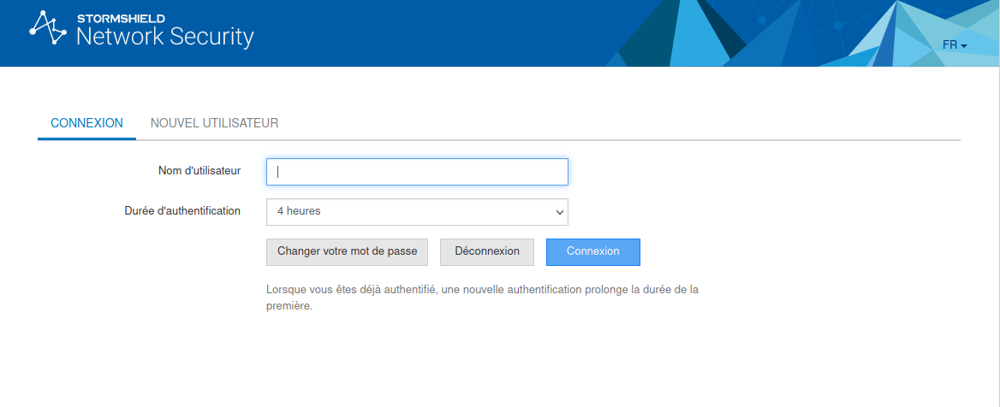 STORMSHIELD
Network Security
FR
CONNEXION
NOUVEL UTILISATEUR
Nom d'utilisateur
Durée d'authentification
4 heures
Changer votre mot de passe
Déconnexion
Connexion
Lorsque vous êtes déjà authentifié, une nouvelle authentification prolonge la durée de la
première.